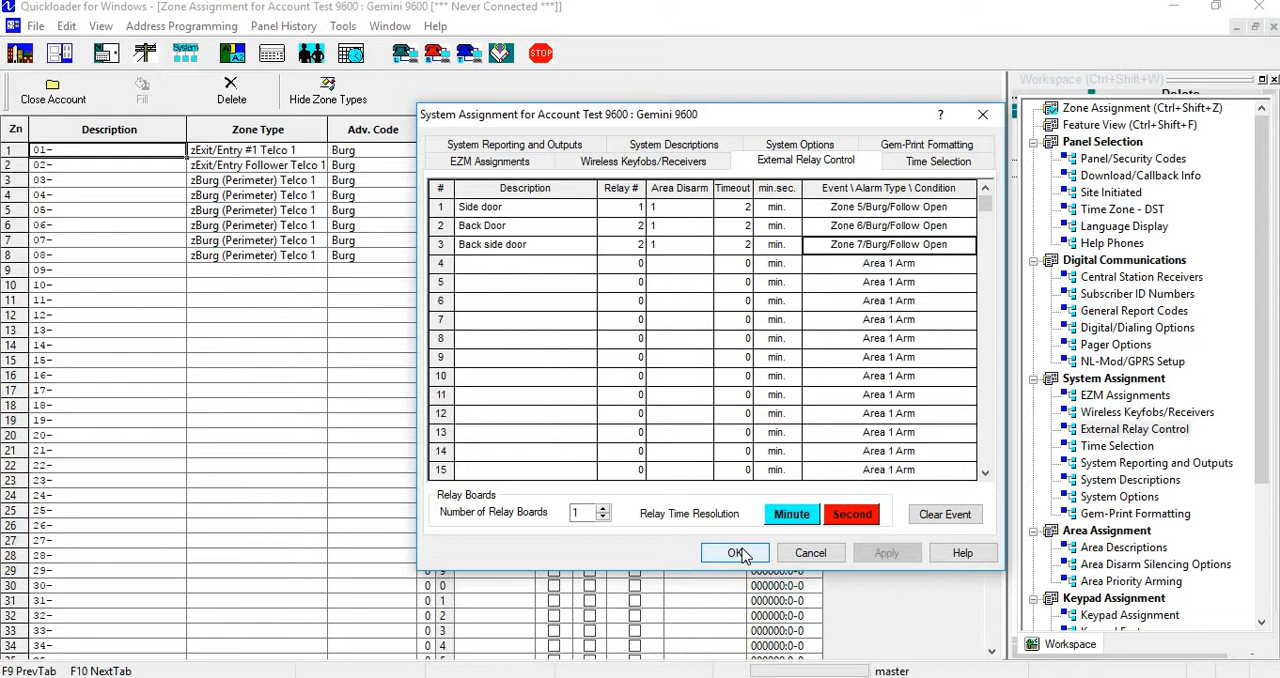 Quickloader for Windows - [Zone Assignment for Account Test 9600 : Gemini 9600 [*** Never Connected ***]]
File Edit View Address Programming Panel History Tools Window Help
System
STOP
Close Account Fill Delete Hide Zone Types
Workspace (Ctrl+Shift+W)
Delete
Zn Description Zone Type Adv. Code
1 01- zExit/Entry #1 Telco 1 Burg
2 02- zExit/Entry Follower Telco 1 Burg
3 03- zBurg (Perimeter) Telco 1 Burg
4 04- zBurg (Perimeter) Telco 1 Burg
5 05- zBurg (Perimeter) Telco 1 Burg
6 06- zBurg (Perimeter) Telco 1 Burg
7 07- zBurg (Perimeter) Telco 1 Burg
8 08- zBurg (Perimeter) Telco 1 Burg
9 09-
10 10-
11 11-
12 12-
13 13-
14 14-
15 15-
16 16-
17 17-
18 18-
19 19-
20 20-
21 21-
22 22-
23 23-
24 24-
25 25-
26 26-
27 27-
28 28-
29 29- 0 9 000000:0-0
30 30- 0 0 000000:0-0
31 31- 0 1 000000:0-0
32 32- 0 2 000000:0-0
33 33- 0 3 000000:0-0
34 34- 0 4 000000:0-0
System Assignment for Account Test 9600 : Gemini 9600
System Reporting and Outputs System Descriptions System Options Gem-Print Formatting
EZM Assignments Wireless Keyfobs/Receivers External Relay Control Time Selection
# Description Relay # Area Disarm Timeout min.sec. Event \ Alarm Type \ Condition
1 Side door 1 1 2 min. Zone 5/Burg/Follow Open
2 Back Door 2 1 2 min. Zone 6/Burg/Follow Open
3 Back side door 2 1 2 min. Zone 7/Burg/Follow Open
4 0 0 min. Area 1 Arm
5 0 0 min. Area 1 Arm
6 0 0 min. Area 1 Arm
7 0 0 min. Area 1 Arm
8 0 0 min. Area 1 Arm
9 0 0 min. Area 1 Arm
10 0 0 min. Area 1 Arm
11 0 0 min. Area 1 Arm
12 0 0 min. Area 1 Arm
13 0 0 min. Area 1 Arm
14 0 0 min. Area 1 Arm
15 0 0 min. Area 1 Arm
Relay Boards
Number of Relay Boards 1 Relay Time Resolution Minute Second Clear Event
OK Cancel Apply Help
Zone Assignment (Ctrl+Shift+Z)
Feature View (Ctrl+Shift+F)
Panel Selection
Panel/Security Codes
Download/Callback Info
Site Initiated
Time Zone - DST
Language Display
Help Phones
Digital Communications
Central Station Receivers
Subscriber ID Numbers
General Report Codes
Digital/Dialing Options
Pager Options
NL-Mod/GPRS Setup
System Assignment
EZM Assignments
Wireless Keyfobs/Receivers
External Relay Control
Time Selection
System Reporting and Outputs
System Descriptions
System Options
Gem-Print Formatting
Area Assignment
Area Descriptions
Area Disarm Silencing Options
Area Priority Arming
Keypad Assignment
Keypad Assignment
Workspace
F9 PrevTab F10 NextTab master